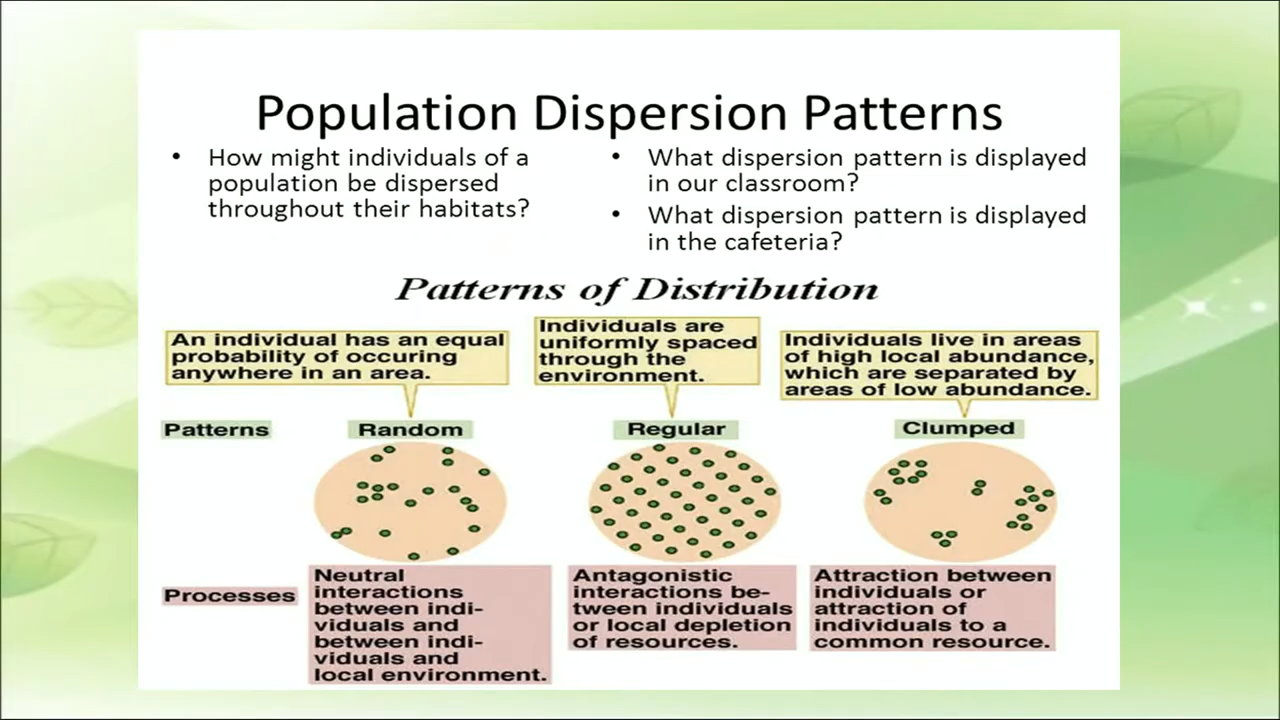 Population Dispersion Patterns
• How might individuals of a
population be dispersed
throughout their habitats?
• What dispersion pattern is displayed
in our classroom?
• What dispersion pattern is displayed
in the cafeteria?
Patterns of Distribution
An individual has an equal
probability of occuring
anywhere in an area.
Individuals are
uniformly spaced
through the
environment.
Individuals live in areas
of high local abundance,
which are separated by
areas of low abundance.
Patterns
Random
Regular
Clumped
Processes
Neutral
interactions
between indi-
viduals and
between indi-
viduals and
local environment.
Antagonistic
interactions be-
tween individuals
or local depletion
of resources.
Attraction between
individuals or
attraction of
individuals to a
common resource.